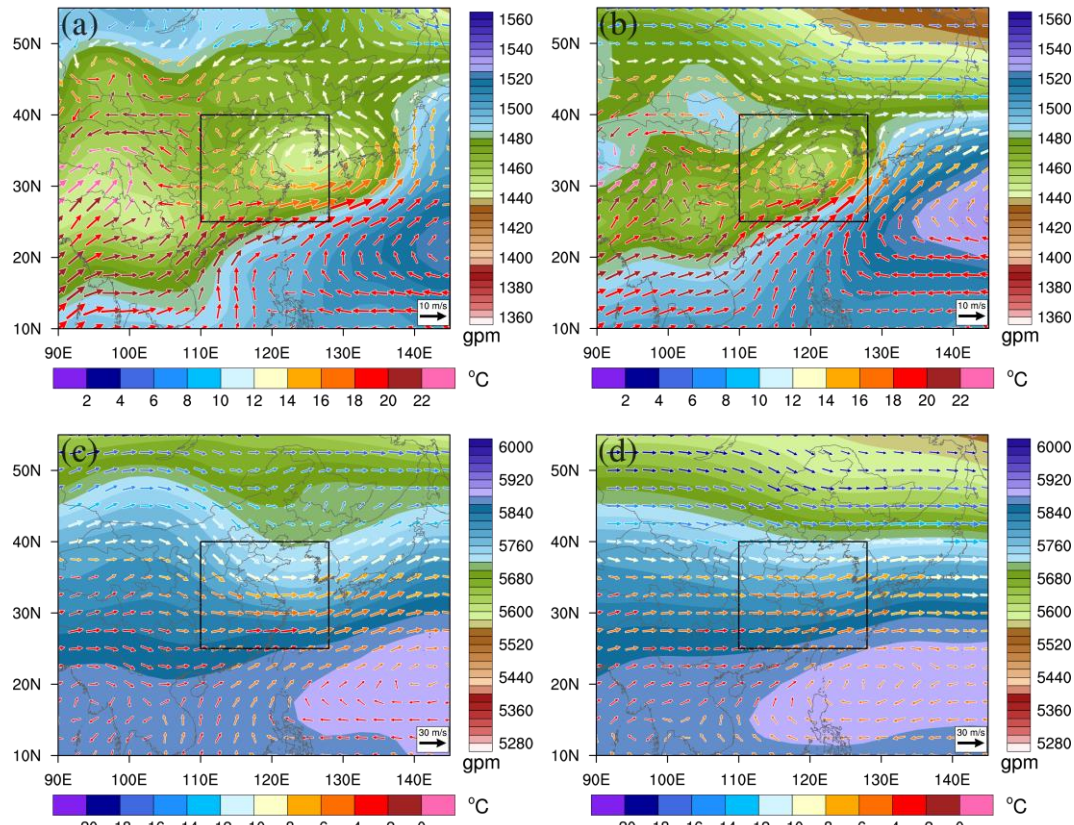 (a)
50N
40N
30N
20N
10N
90E 100E 110E 120E 130E 140E
10 m/s
1560
1540
1520
1500
1480
1460
1440
1420
1400
1380
1360
gpm
2 4 6 8 10 12 14 16 18 20 22
°C
(b)
50N
40N
30N
20N
10N
90E 100E 110E 120E 130E 140E
10 m/s
1560
1540
1520
1500
1480
1460
1440
1420
1400
1380
1360
gpm
2 4 6 8 10 12 14 16 18 20 22
°C
(c)
50N
40N
30N
20N
10N
90E 100E 110E 120E 130E 140E
30 m/s
6000
5920
5840
5760
5680
5600
5520
5440
5360
5280
gpm
°C
(d)
50N
40N
30N
20N
10N
90E 100E 110E 120E 130E 140E
30 m/s
6000
5920
5840
5760
5680
5600
5520
5440
5360
5280
gpm
°C